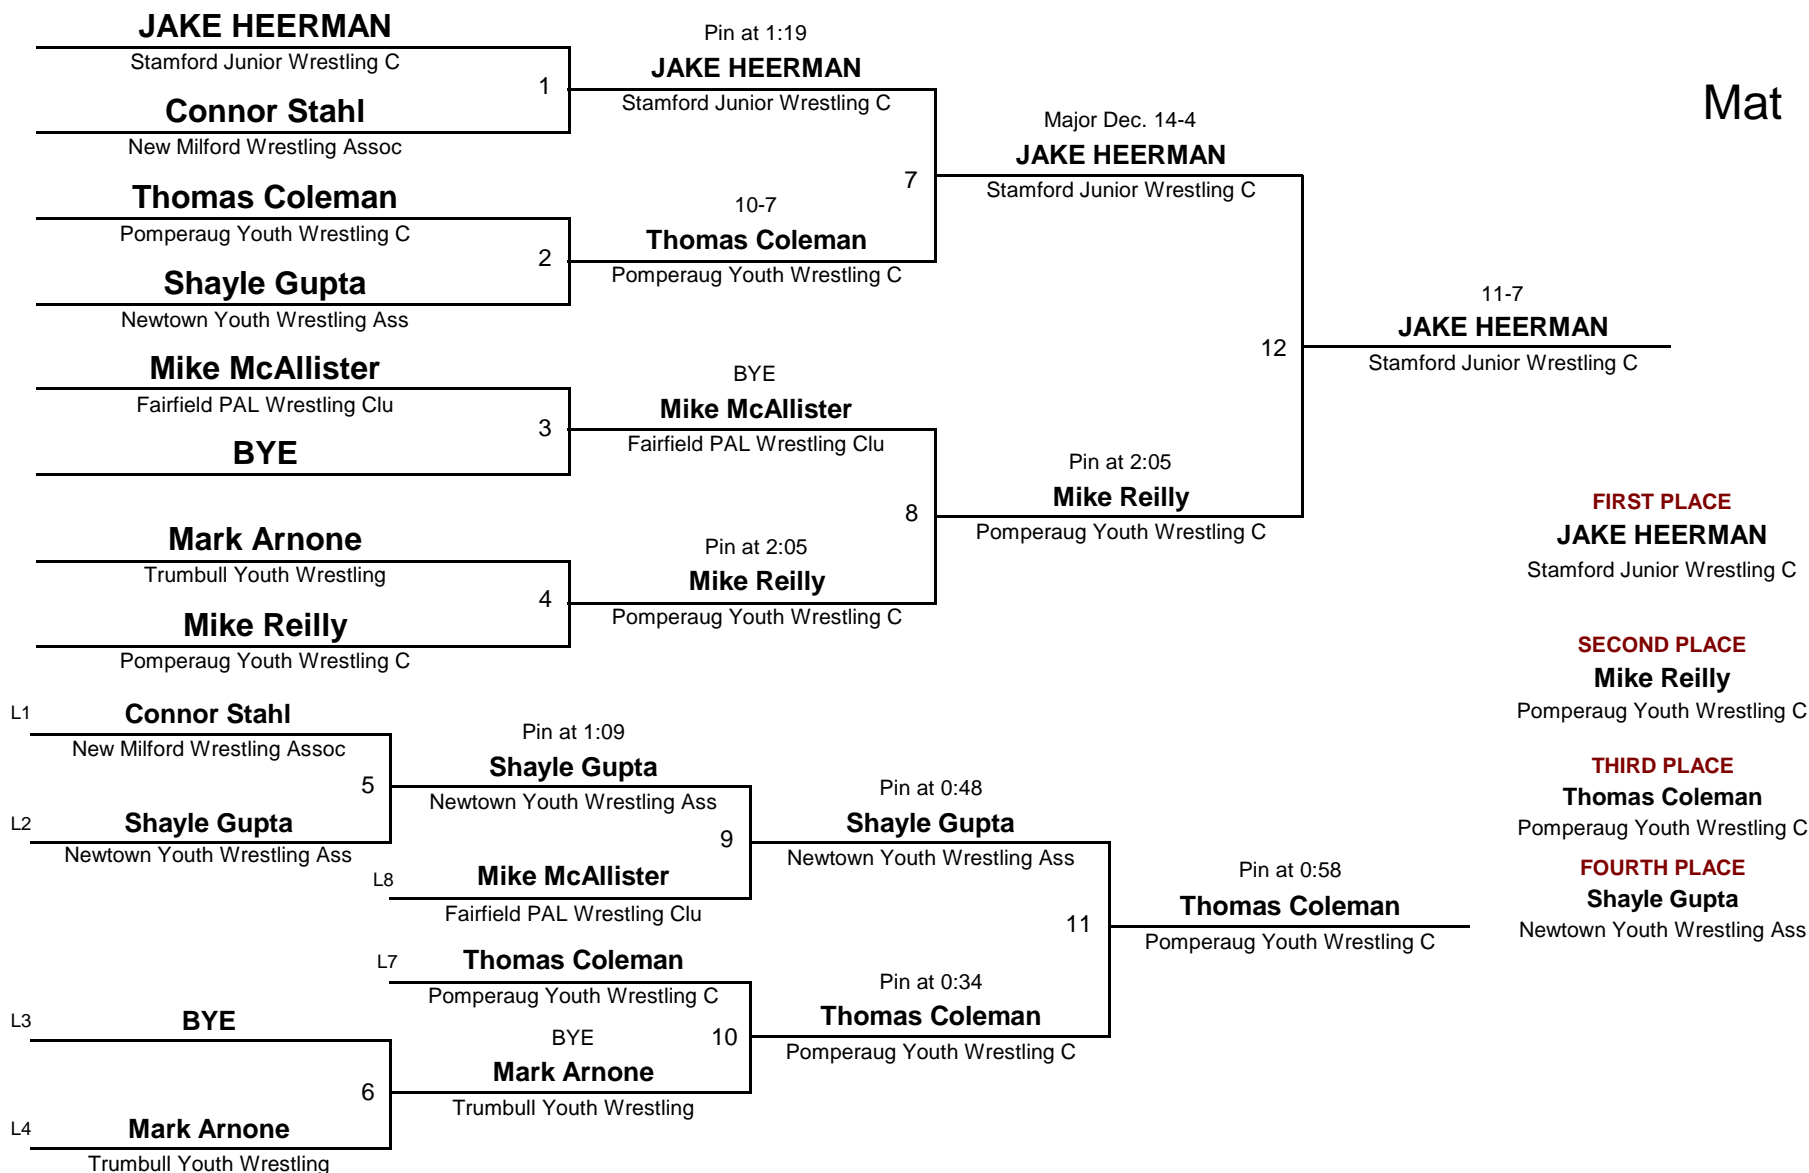 JAKE HEERMAN
Stamford Junior Wrestling C
1
Connor Stahl
New Milford Wrestling Assoc
Thomas Coleman
Pomperaug Youth Wrestling C
2
Shayle Gupta
Newtown Youth Wrestling Ass
Mike McAllister
Fairfield PAL Wrestling Clu
3
BYE
Mark Arnone
Trumbull Youth Wrestling
4
Mike Reilly
Pomperaug Youth Wrestling C
Pin at 1:19
JAKE HEERMAN
Stamford Junior Wrestling C
7
10-7
Thomas Coleman
Pomperaug Youth Wrestling C
BYE
Mike McAllister
Fairfield PAL Wrestling Clu
8
Pin at 2:05
Mike Reilly
Pomperaug Youth Wrestling C
Major Dec. 14-4
JAKE HEERMAN
Stamford Junior Wrestling C
12
Pin at 2:05
Mike Reilly
Pomperaug Youth Wrestling C
11-7
JAKE HEERMAN
Stamford Junior Wrestling C
Mat
FIRST PLACE
JAKE HEERMAN
Stamford Junior Wrestling C
SECOND PLACE
Mike Reilly
Pomperaug Youth Wrestling C
THIRD PLACE
Thomas Coleman
Pomperaug Youth Wrestling C
FOURTH PLACE
Shayle Gupta
Newtown Youth Wrestling Ass
L1
Connor Stahl
New Milford Wrestling Assoc
5
L2
Shayle Gupta
Newtown Youth Wrestling Ass
L3
BYE
6
L4
Mark Arnone
Trumbull Youth Wrestling
Pin at 1:09
Shayle Gupta
Newtown Youth Wrestling Ass
9
L8
Mike McAllister
Fairfield PAL Wrestling Clu
L7
Thomas Coleman
Pomperaug Youth Wrestling C
10
BYE
Mark Arnone
Trumbull Youth Wrestling
Pin at 0:48
Shayle Gupta
Newtown Youth Wrestling Ass
11
Pin at 0:34
Thomas Coleman
Pomperaug Youth Wrestling C
Pin at 0:58
Thomas Coleman
Pomperaug Youth Wrestling C